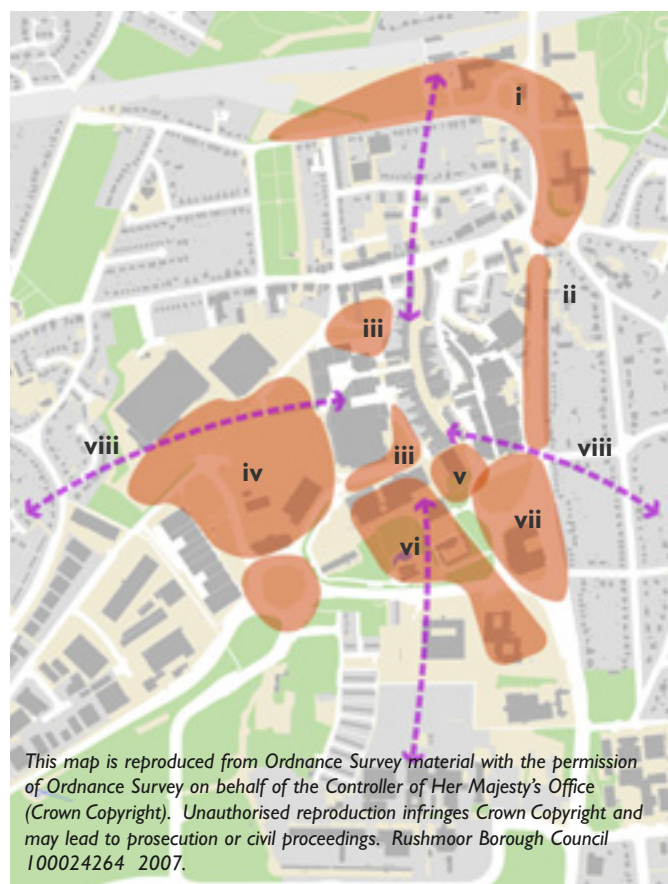 i
ii
iii
viii
viii
iii
iv
v
vii
vi
This map is reproduced from Ordnance Survey material with the permission
of Ordnance Survey on behalf of the Controller of Her Majesty's Office
(Crown Copyright).  Unauthorised reproduction infringes Crown Copyright and
may lead to prosecution or civil proceedings.  Rushmoor Borough Council
100024264  2007.